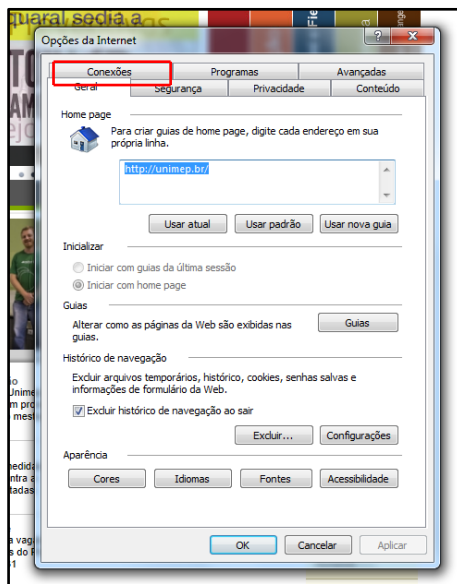 quaral sedia a
Fie
Opções da Internet
Conexões
Programas
Avançadas
Geral
Segurança
Privacidade
Conteúdo
Home page
Para criar guias de home page, digite cada endereço em sua
própria linha.
http://unimep.br/
Usar atual
Usar padrão
Usar nova guia
Inicializar
Iniciar com guias da última sessão
Iniciar com home page
Guias
Alterar como as páginas da Web são exibidas nas
guias.
Guias
Histórico de navegação
Excluir arquivos temporários, histórico, cookies, senhas salvas e
informações de formulário da Web.
Excluir histórico de navegação ao sair
Excluir...
Configurações
Aparência
Cores
Idiomas
Fontes
Acessibilidade
OK
Cancelar
Aplicar